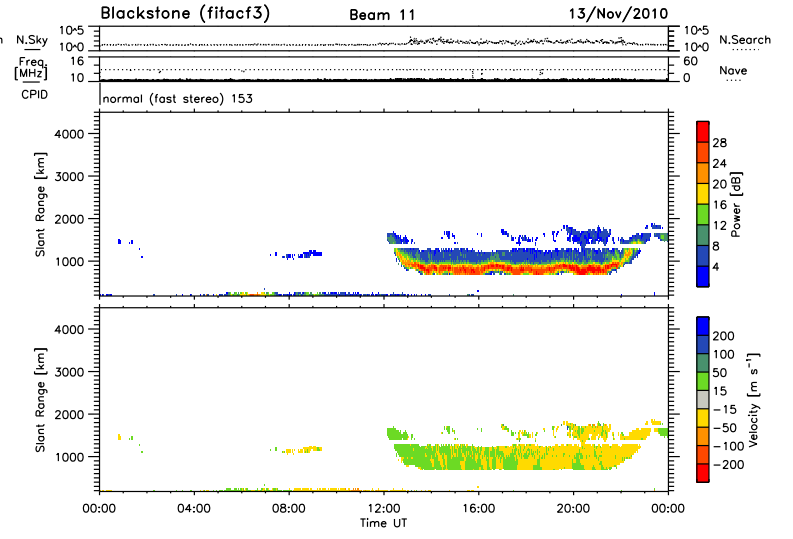 Blackstone (fitacf3) Beam 11 13/Nov/2010
n N.Sky 10^5 10^0 10^5 10^0 N.Search
Freq. [MHz] 16 10 60 0 Nave
CPID normal (fast stereo) 153
Slant Range [km]
4000
3000
2000
1000
28
24
20
16
12
8
4
Power [dB]
Slant Range [km]
4000
3000
2000
1000
200
100
50
15
-15
-50
-100
-200
Velocity [m s⁻¹]
00:00 04:00 08:00 12:00 16:00 20:00 00:00
Time UT